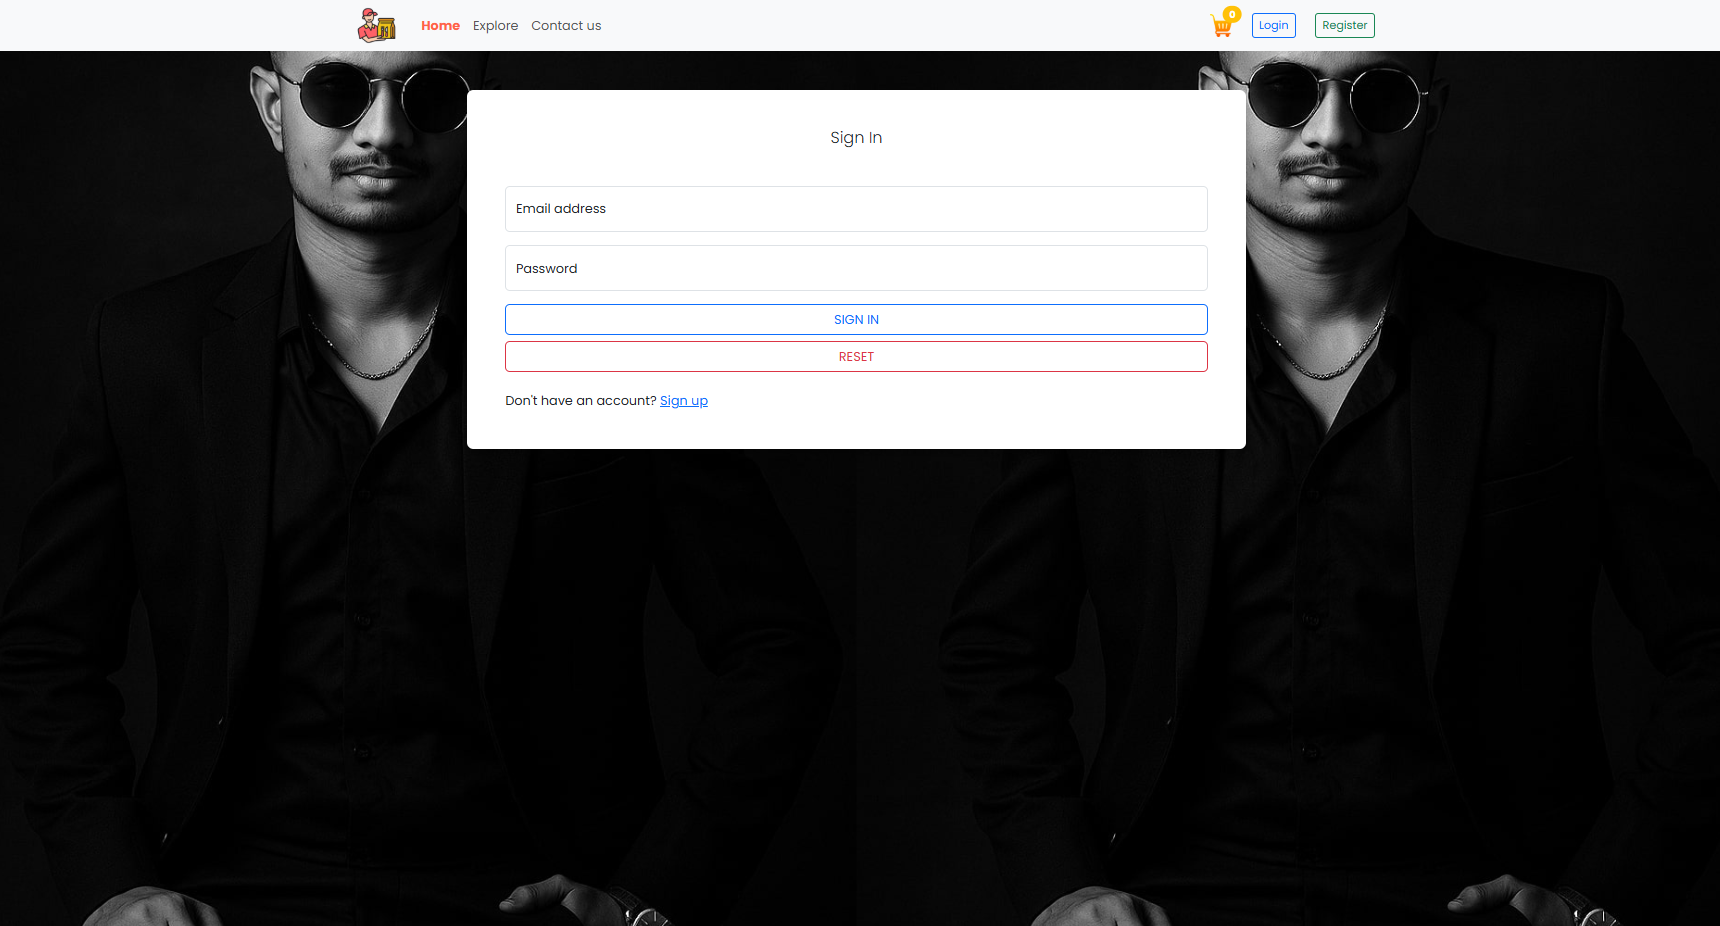 Home Explore Contact us 0 Login Register
Sign In
Email address
Password
SIGN IN
RESET
Don't have an account? Sign up